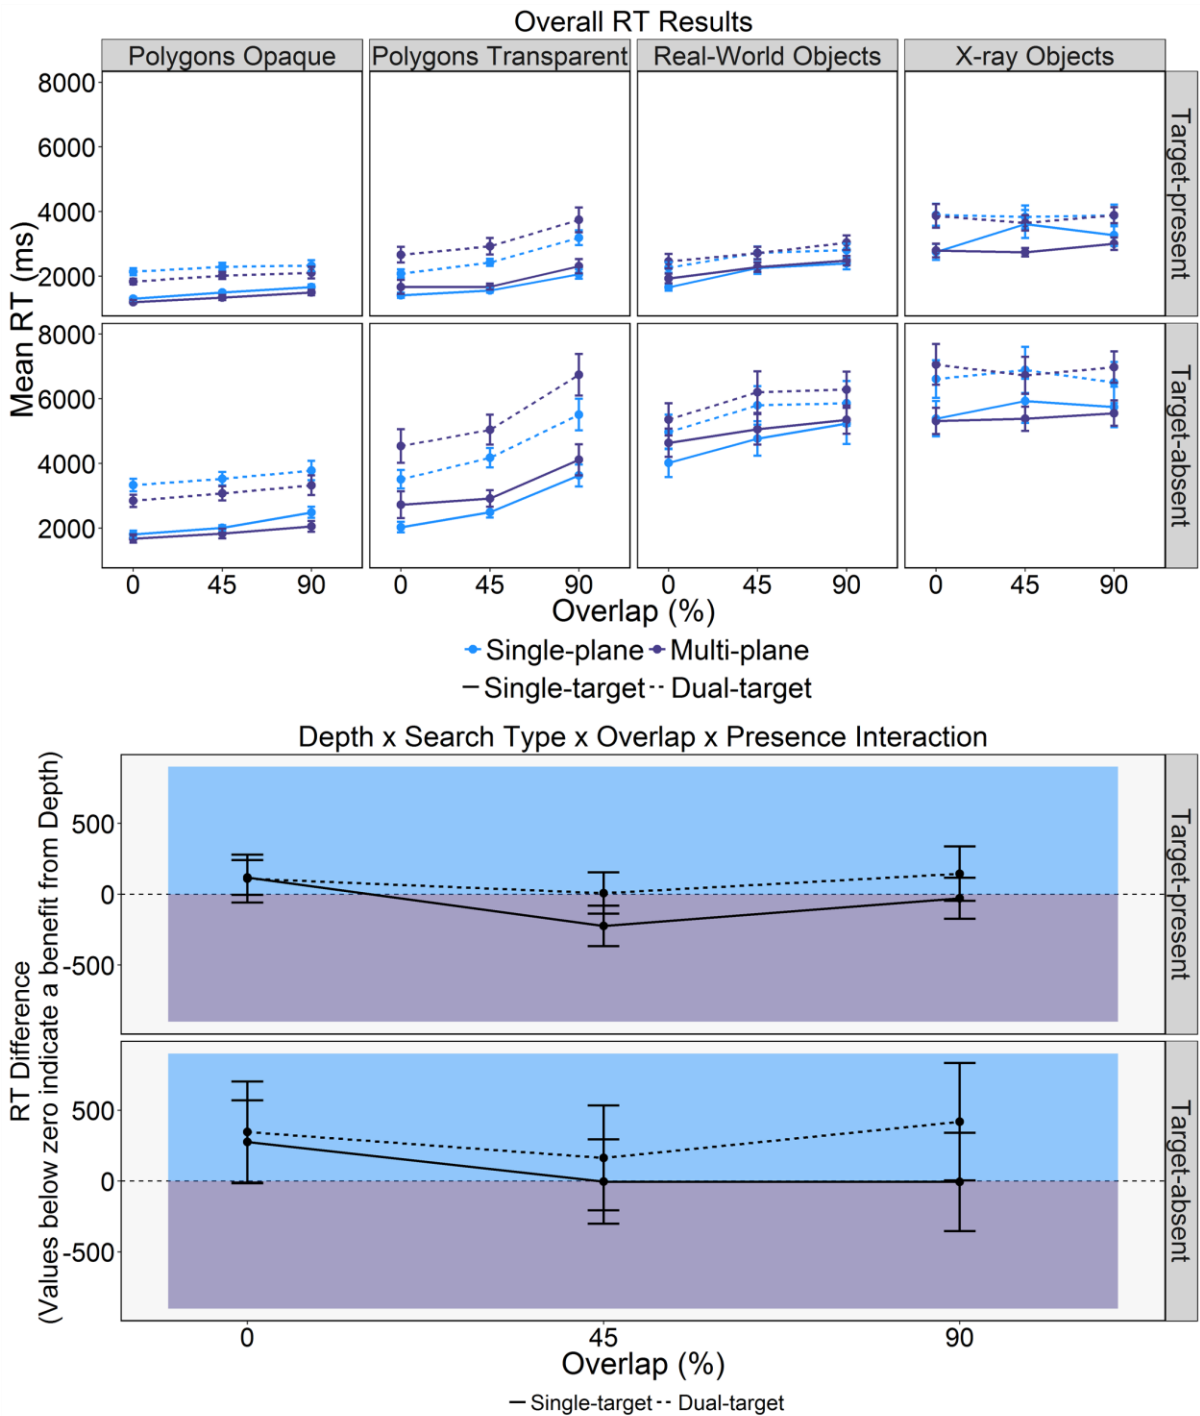 Overall RT Results
Polygons Opaque
Polygons Transparent
Real-World Objects
X-ray Objects
Mean RT (ms)
8000
6000
4000
2000
Target-present
8000
6000
4000
2000
Target-absent
0 45 90 0 45 90 0 45 90 0 45 90
Overlap (%)
Single-plane Multi-plane
Single-target Dual-target
Depth x Search Type x Overlap x Presence Interaction
RT Difference
(Values below zero indicate a benefit from Depth)
500
0
-500
Target-present
500
0
-500
Target-absent
0 45 90
Overlap (%)
Single-target Dual-target